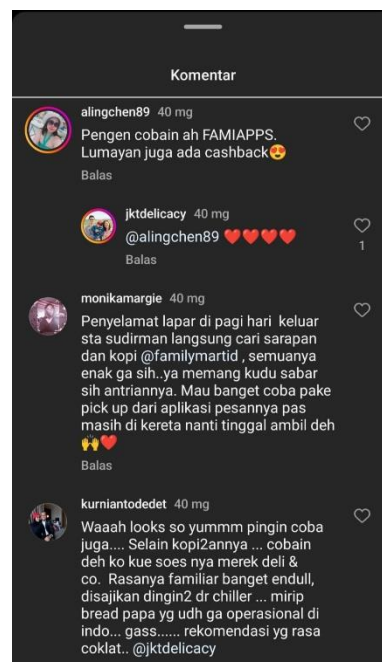 Komentar
alingchen89 40 mg
Pengen cobain ah FAMIAPPS.
Lumayan juga ada cashback😍
Balas
jktdelicacy 40 mg
@alingchen89 ❤️❤️❤️❤️
1
Balas
monikamargie 40 mg
Penyelamat lapar di pagi hari keluar
sta sudirman langsung cari sarapan
dan kopi @familymartid , semuanya
enak ga sih..ya memang kudu sabar
sih antriannya. Mau banget coba pake
pick up dari aplikasi pesannya pas
masih di kereta nanti tinggal ambil deh
🙌❤️
Balas
kurniantodedet 40 mg
Waaah looks so yummm pingin coba
juga.... Selain kopi2annya ... cobain
deh ko kue soes nya merek deli &
co. Rasanya familiar banget endull,
disajikan dingin2 dr chiller ... mirip
bread papa yg udh ga operasional di
indo... gass...... rekomendasi yg rasa
coklat.. @jktdelicacy